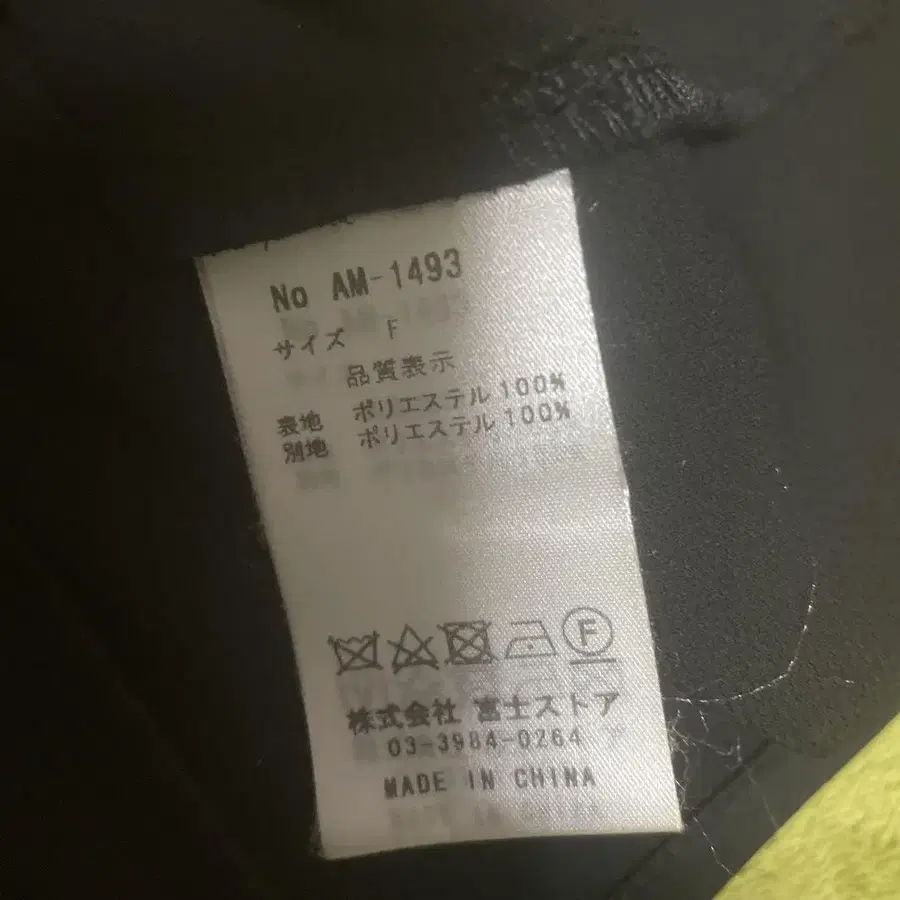 No AM-1493
サイズ F
品質表示
表地 ポリエステル 100%
別地 ポリエステル 100%
F
株式会社 富士ストア
03-3984-0264
MADE IN CHINA